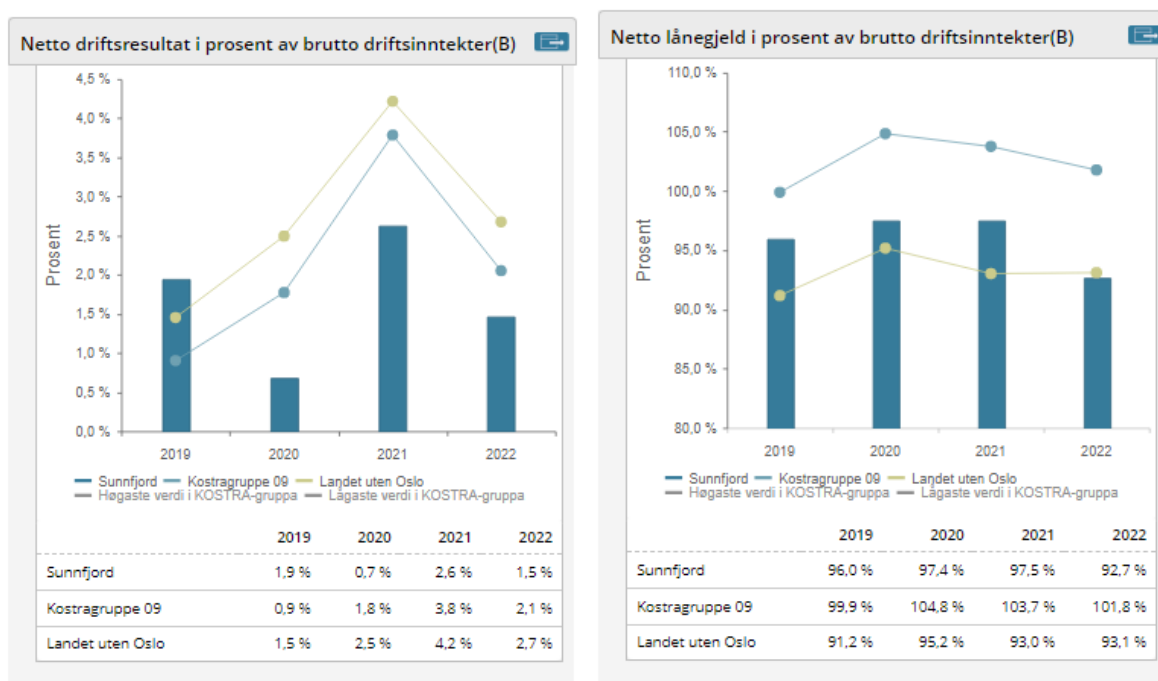 Netto driftsresultat i prosent av brutto driftsinntekter(B)
4,5 %
4,0 %
3,5 %
3,0 %
2,5 %
2,0 %
1,5 %
1,0 %
0,5 %
0,0 %
Prosent
2019 2020 2021 2022
Sunnfjord Kostragruppe 09 Landet uten Oslo
Høgaste verdi i KOSTRA-gruppa Lågaste verdi i KOSTRA-gruppa
2019 2020 2021 2022
Sunnfjord 1,9 % 0,7 % 2,6 % 1,5 %
Kostragruppe 09 0,9 % 1,8 % 3,8 % 2,1 %
Landet uten Oslo 1,5 % 2,5 % 4,2 % 2,7 %
Netto lånegjeld i prosent av brutto driftsinntekter(B)
110,0 %
105,0 %
100,0 %
95,0 %
90,0 %
85,0 %
80,0 %
Prosent
2019 2020 2021 2022
Sunnfjord Kostragruppe 09 Landet uten Oslo
Høgaste verdi i KOSTRA-gruppa Lågaste verdi i KOSTRA-gruppa
2019 2020 2021 2022
Sunnfjord 96,0 % 97,4 % 97,5 % 92,7 %
Kostragruppe 09 99,9 % 104,8 % 103,7 % 101,8 %
Landet uten Oslo 91,2 % 95,2 % 93,0 % 93,1 %